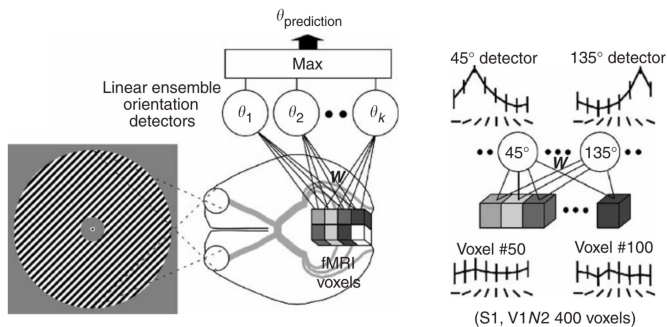 θprediction
Max
Linear ensemble
orientation
detectors
θ1 θ2 θk
W
fMRI
voxels
45° detector 135° detector
45° 135°
W
Voxel #50 Voxel #100
(S1, V1N2 400 voxels)